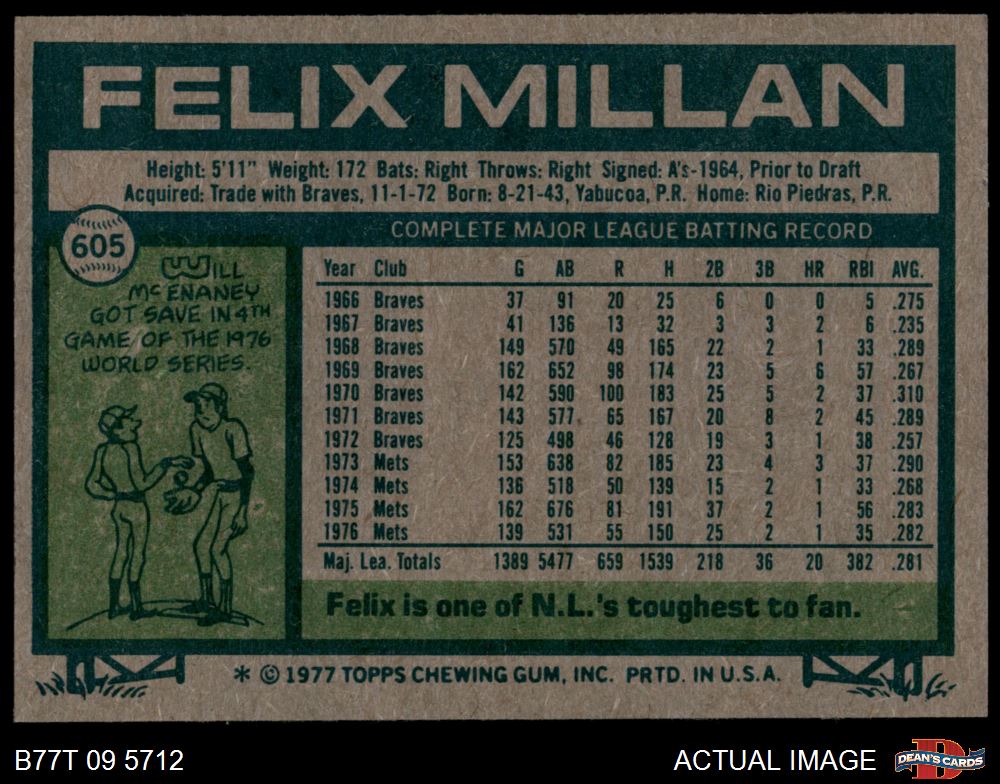 FELIX MILLAN
Height: 5'11" Weight: 172 Bats: Right Throws: Right Signed: A's-1964, Prior to Draft
Acquired: Trade with Braves, 11-1-72 Born: 8-21-43, Yabucoa, P.R. Home: Rio Piedras, P.R.
605
WILL
McENANEY
GOT SAVE IN 4TH
GAME OF THE 1976
WORLD SERIES.
COMPLETE MAJOR LEAGUE BATTING RECORD
Year Club G AB R H 2B 3B HR RBI AVG.
1966 Braves 37 91 20 25 6 0 0 5 .275
1967 Braves 41 136 13 32 3 3 2 6 .235
1968 Braves 149 570 49 165 22 2 1 33 .289
1969 Braves 162 652 98 174 23 5 6 57 .267
1970 Braves 142 590 100 183 25 5 2 37 .310
1971 Braves 143 577 65 167 20 8 2 45 .289
1972 Braves 125 498 46 128 19 3 1 38 .257
1973 Mets 153 638 82 185 23 4 3 37 .290
1974 Mets 136 518 50 139 15 2 1 33 .268
1975 Mets 162 676 81 191 37 2 1 56 .283
1976 Mets 139 531 55 150 25 2 1 35 .282
Maj. Lea. Totals 1389 5477 659 1539 218 36 20 382 .281
Felix is one of N.L.'s toughest to fan.
* © 1977 TOPPS CHEWING GUM, INC. PRTD. IN U.S.A.
B77T 09 5712
ACTUAL IMAGE
D
DEAN'S CARDS